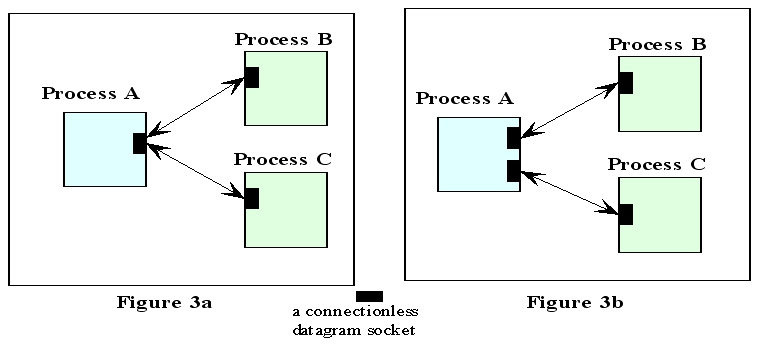 Process B
Process A
Process C
Figure 3a
Process B
Process A
Process C
Figure 3b
a connectionless
datagram socket